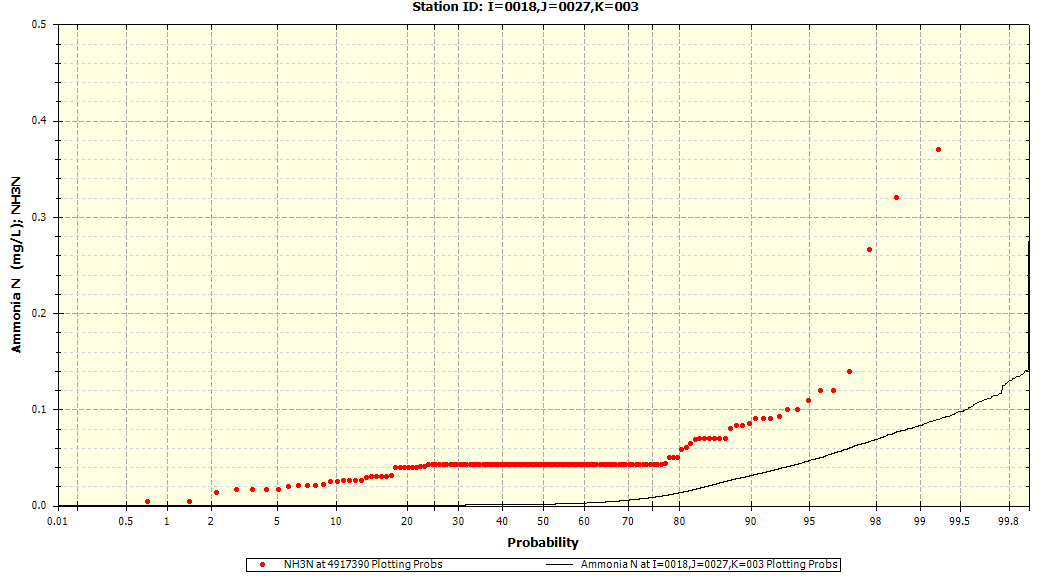 Station ID: I=0018,J=0027,K=003
0.5
0.4
0.3
0.2
0.1
0.0
Ammonia N (mg/L); NH3N
0.01 0.5 1 2 5 10 20 30 40 50 60 70 80 90 95 98 99 99.5 99.8
Probability
NH3N at 4917390 Plotting Probs Ammonia N at I=0018,J=0027,K=003 Plotting Probs